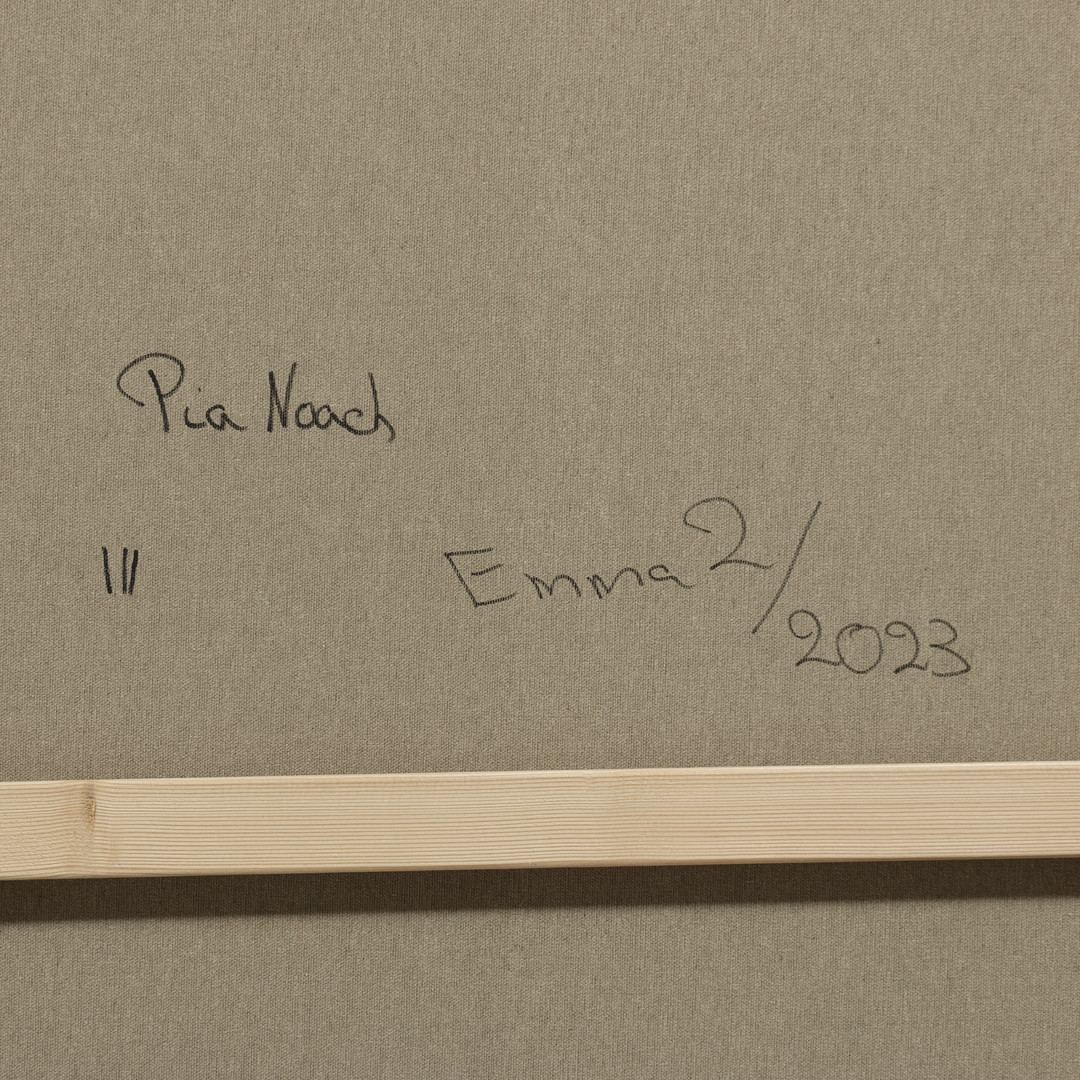 Pia Noach
III
Emma 2/
2023